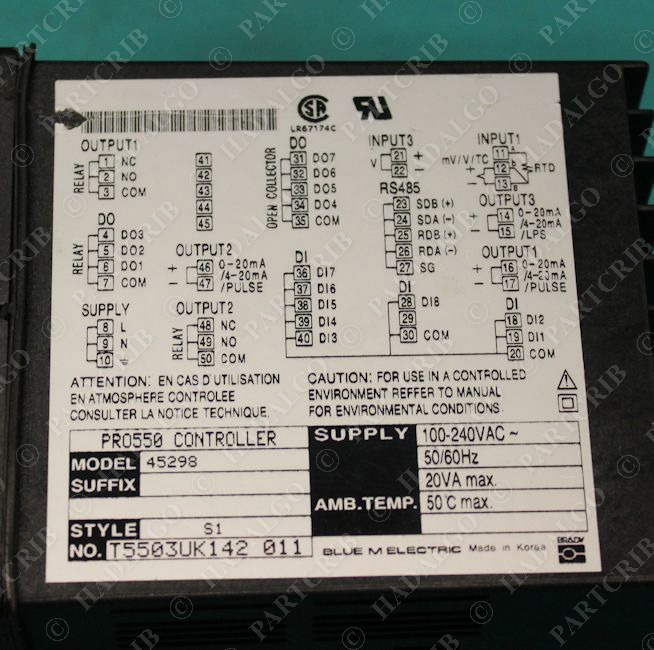 LR67174C
OUTPUT1
RELAY
1 NC
2 NO
3 COM
41
42
43
44
45
DO
OPEN COLLECTOR
31 DO7
32 DO6
33 DO5
34 DO4
35 COM
INPUT3
V
21 +
22 −
RS485
23 SDB (+)
24 SDA (−)
25 RDB (+)
26 RDA (−)
27 SG
INPUT1
mV/V/TC
+
−
11 A
12
13 B
RTD
OUTPUT3
+
−
14 0-20mA
/4-20mA
15 /LPS
OUTPUT1
+
−
16 0-20mA
/4-20mA
17 /PULSE
DO
RELAY
4 DO3
5 DO2
6 DO1
7 COM
OUTPUT2
+
−
46 0-20mA
/4-20mA
47 /PULSE
DI
36 DI7
37 DI6
38 DI5
39 DI4
40 DI3
DI
28 DI8
29
30 COM
DI
18 DI2
19 DI1
20 COM
SUPPLY
8 L
9 N
10
OUTPUT2
RELAY
48 NC
49 NO
50 COM
ATTENTION: EN CAS D'UTILISATION
EN ATMOSPHERE CONTROLEE
CONSULTER LA NOTICE TECHNIQUE.
CAUTION: FOR USE IN A CONTROLLED
ENVIRONMENT REFFER TO MANUAL
FOR ENVIRONMENTAL CONDITIONS.
PRO550 CONTROLLER
MODEL 45298
SUFFIX
STYLE S1
NO. T5503UK142 011
SUPPLY 100-240VAC ~
50/60Hz
20VA max.
AMB.TEMP. 50°C max.
BLUE M ELECTRIC Made in Korea
BRADY
© PARTCRIB
© HADALGO